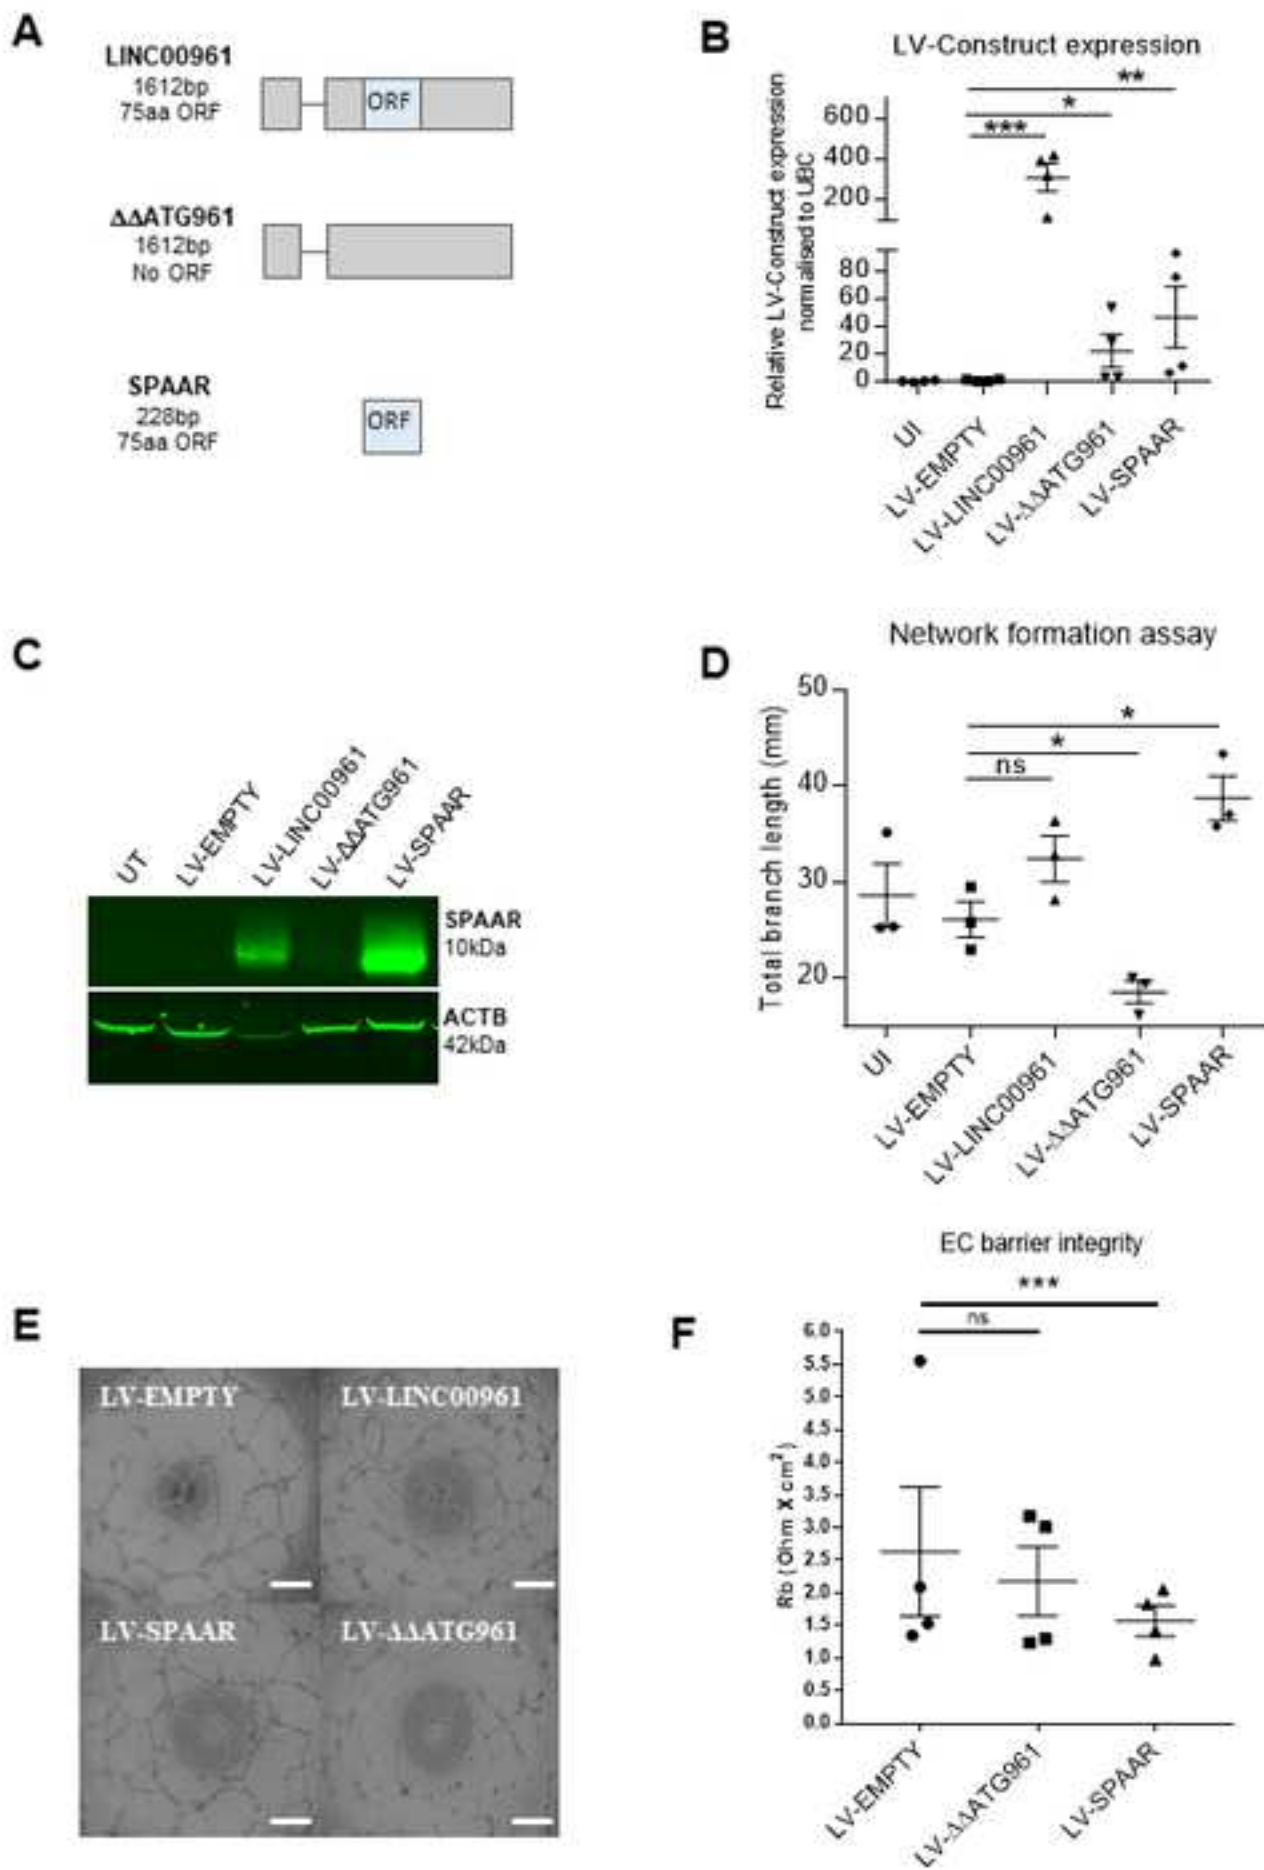 A
LINC00961
1612bp
75aa ORF
ORF
ΔΔATG961
1612bp
No ORF
SPAAR
228bp
75aa ORF
ORF
B
LV-Construct expression
Relative LV-Construct expression
normalised to UBC
600
400
200
80
60
40
20
0
***
*
**
UI
LV-EMPTY
LV-LINC00961
LV-ΔΔATG961
LV-SPAAR
C
UT
LV-EMPTY
LV-LINC00961
LV-ΔΔATG961
LV-SPAAR
SPAAR
10kDa
ACTB
42kDa
D
Network formation assay
Total branch length (mm)
50
40
30
20
ns
*
*
UI
LV-EMPTY
LV-LINC00961
LV-ΔΔATG961
LV-SPAAR
E
LV-EMPTY
LV-LINC00961
LV-SPAAR
LV-ΔΔATG961
F
EC barrier integrity
***
ns
Rb (Ohm X cm²)
6.0
5.5
5.0
4.5
4.0
3.5
3.0
2.5
2.0
1.5
1.0
0.5
0.0
LV-EMPTY
LV-ΔΔATG961
LV-SPAAR